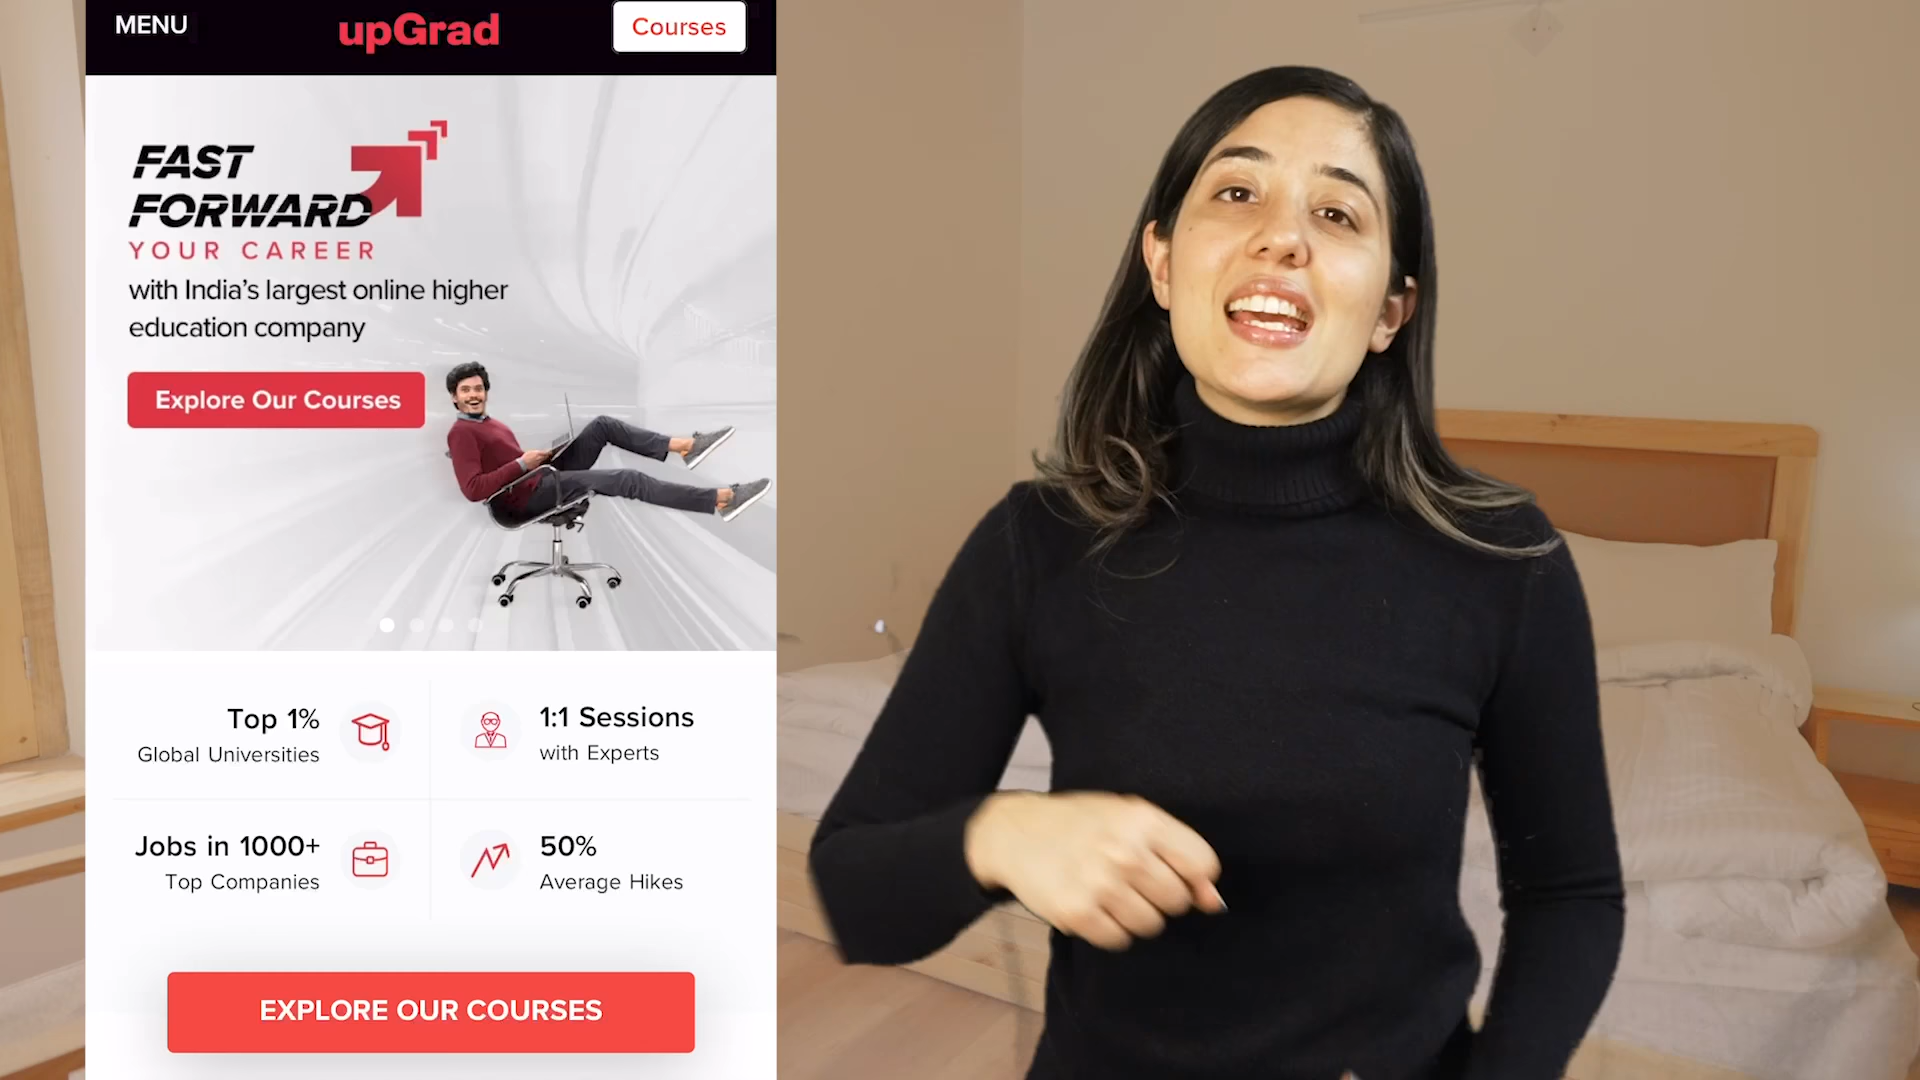 MENU
upGrad
Courses
FAST
FORWARD
YOUR CAREER
with India's largest online higher
education company
Explore Our Courses
Top 1%
Global Universities
1:1 Sessions
with Experts
Jobs in 1000+
Top Companies
50%
Average Hikes
EXPLORE OUR COURSES